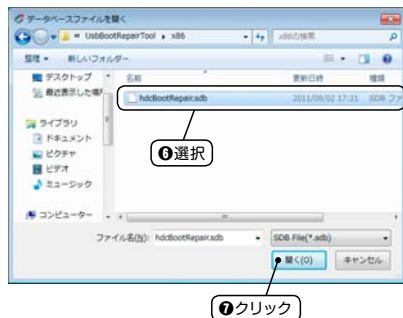 データベースファイルを開く
« UsbBootRepairTool ▸ x86
x86の検索
整理 ▾ 新しいフォルダー
デスクトップ
最近表示した場所
ライブラリ
ドキュメント
ピクチャ
ビデオ
ミュージック
コンピューター
名前 更新日時 種類
hdcBootRepair.sdb 2011/09/02 17:21 SDB ファ
❻選択
ファイル名(N): hdcBootRepair.sdb
SDB File(*.sdb)
開く(O) キャンセル
❼クリック